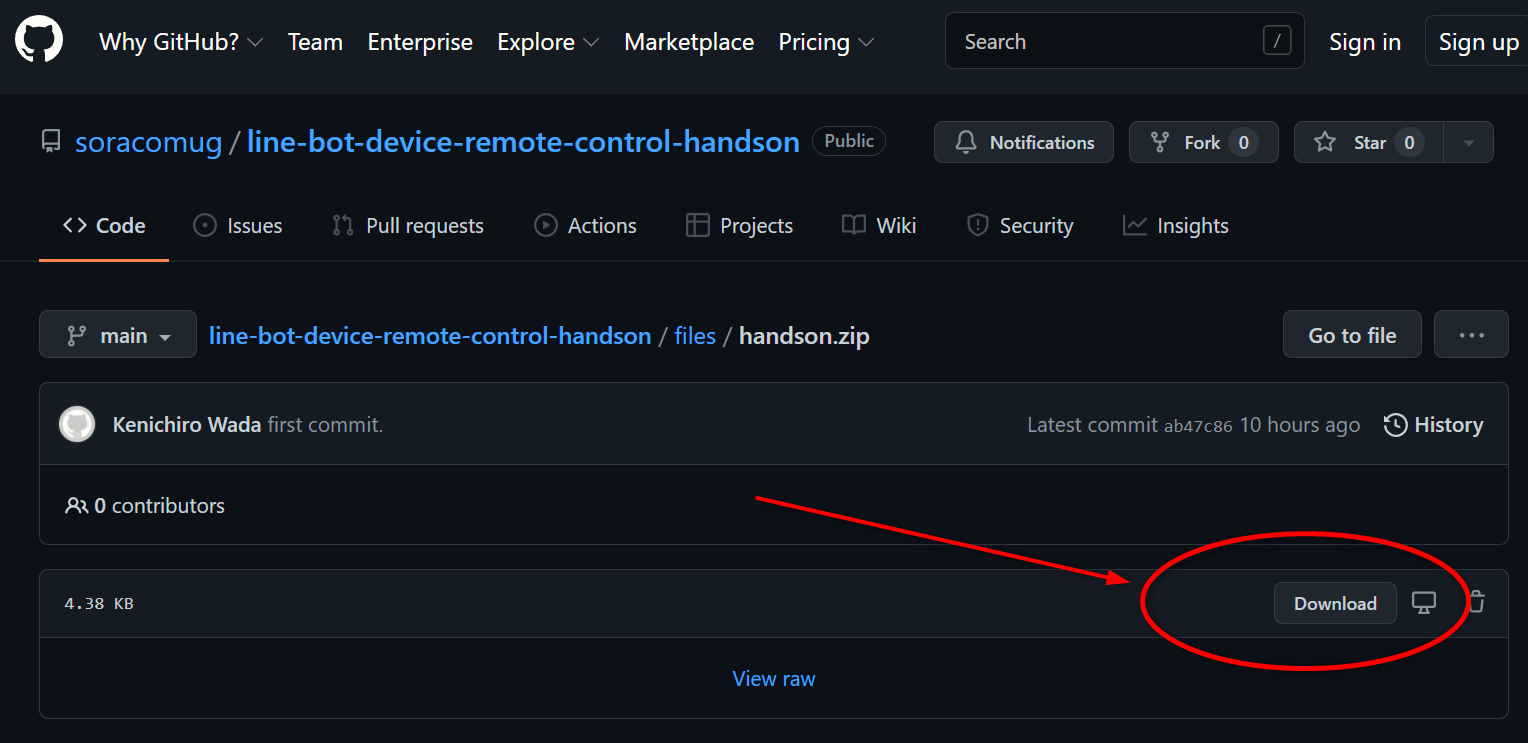 Why GitHub? Team Enterprise Explore Marketplace Pricing Search / Sign in Sign up
soracomug / line-bot-device-remote-control-handson Public Notifications Fork 0 Star 0
Code Issues Pull requests Actions Projects Wiki Security Insights
main line-bot-device-remote-control-handson / files / handson.zip Go to file ...
Kenichiro Wada first commit. Latest commit ab47c86 10 hours ago History
0 contributors
4.38 KB Download
View raw